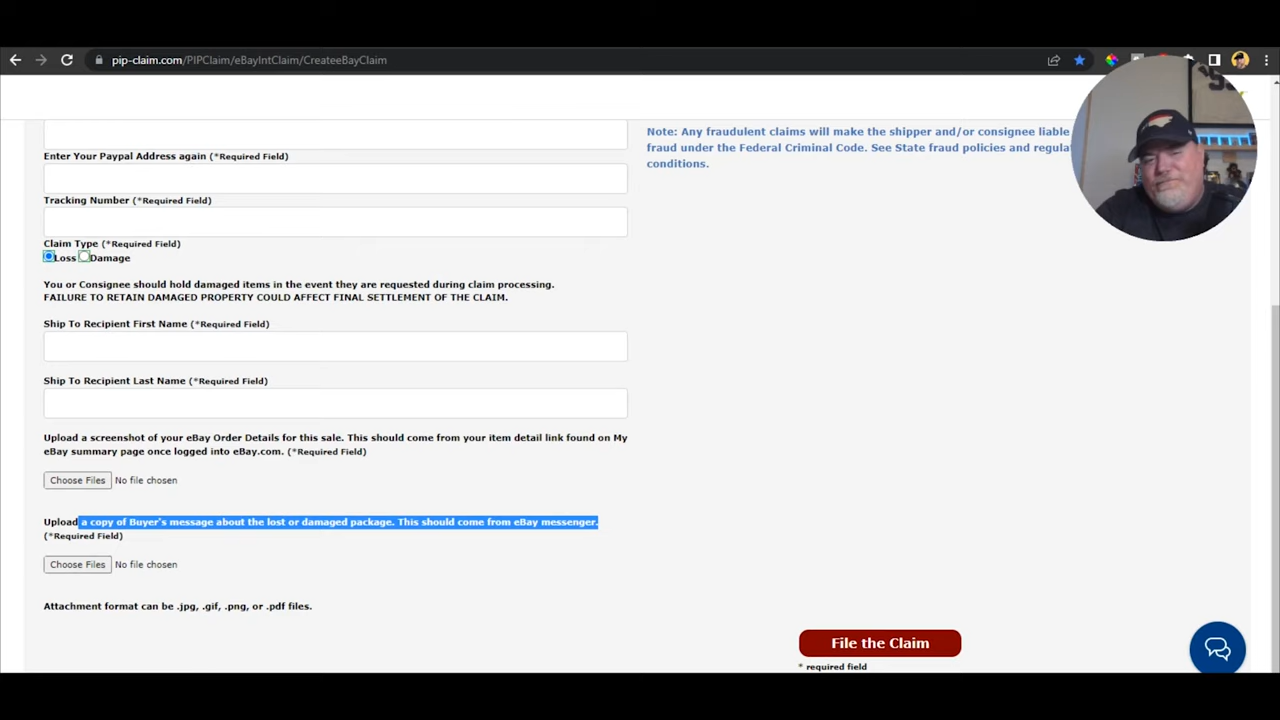 pip-claim.com/PIPClaim/eBayIntClaim/CreateeBayClaim
Note: Any fraudulent claims will make the shipper and/or consignee liable
fraud under the Federal Criminal Code. See State fraud policies and
conditions.
Enter Your Paypal Address again (*Required Field)
Tracking Number (*Required Field)
Claim Type (*Required Field)
Loss Damage
You or Consignee should hold damaged items in the event they are requested during claim processing.
FAILURE TO RETAIN DAMAGED PROPERTY COULD AFFECT FINAL SETTLEMENT OF THE CLAIM.
Ship To Recipient First Name (*Required Field)
Ship To Recipient Last Name (*Required Field)
Upload a screenshot of your eBay Order Details for this sale. This should come from your item detail link found on My
eBay summary page once logged into eBay.com. (*Required Field)
Choose Files No file chosen
Upload a copy of Buyer's message about the lost or damaged package. This should come from eBay messenger.
(*Required Field)
Choose Files No file chosen
Attachment format can be .jpg, .gif, .png, or .pdf files.
File the Claim
* required field